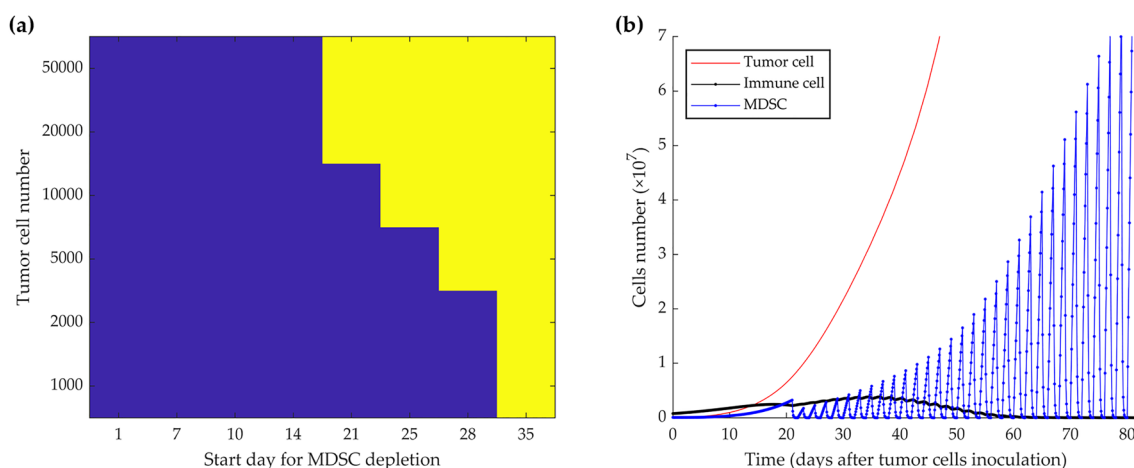 (a)
Tumor cell number
50000
20000
10000
5000
2000
1000
1 7 10 14 21 25 28 35
Start day for MDSC depletion
(b)
Cells number (×10⁷)
7
6
5
4
3
2
1
0
Tumor cell
Immune cell
MDSC
0 10 20 30 40 50 60 70 80
Time (days after tumor cells inoculation)